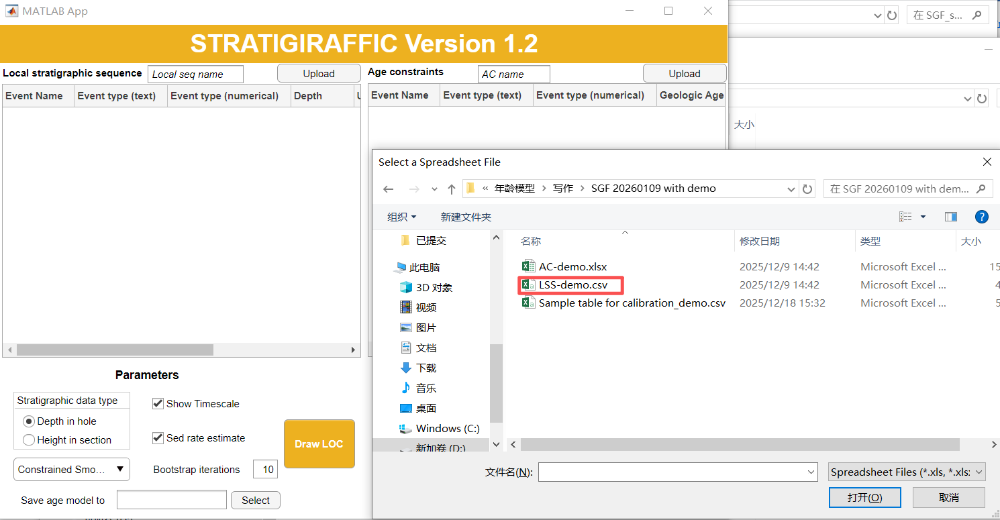 MATLAB App
在 SGF_s...
STRATIGIRAFFIC Version 1.2
Local stratigraphic sequence
Local seq name
Upload
Age constraints
AC name
Upload
Event Name
Event type (text)
Event type (numerical)
Depth
Event Name
Event type (text)
Event type (numerical)
Geologic Age
大小
Select a Spreadsheet File
« 年龄模型 › 写作 › SGF 20260109 with demo
在 SGF 20260109 with dem...
组织
新建文件夹
已提交
此电脑
3D 对象
视频
图片
文档
下载
音乐
桌面
Windows (C:)
新加卷 (D:)
名称
修改日期
类型
大小
AC-demo.xlsx
2025/12/9 14:42
Microsoft Excel ...
15
LSS-demo.csv
2025/12/9 14:42
Microsoft Excel ...
Sample table for calibration_demo.csv
2025/12/18 15:32
Microsoft Excel ...
文件名(N):
Spreadsheet Files (*.xls, *.xls:
打开(O)
取消
Parameters
Stratigraphic data type
Depth in hole
Height in section
Show Timescale
Sed rate estimate
Draw LOC
Constrained Smo...
Bootstrap iterations
10
Save age model to
Select